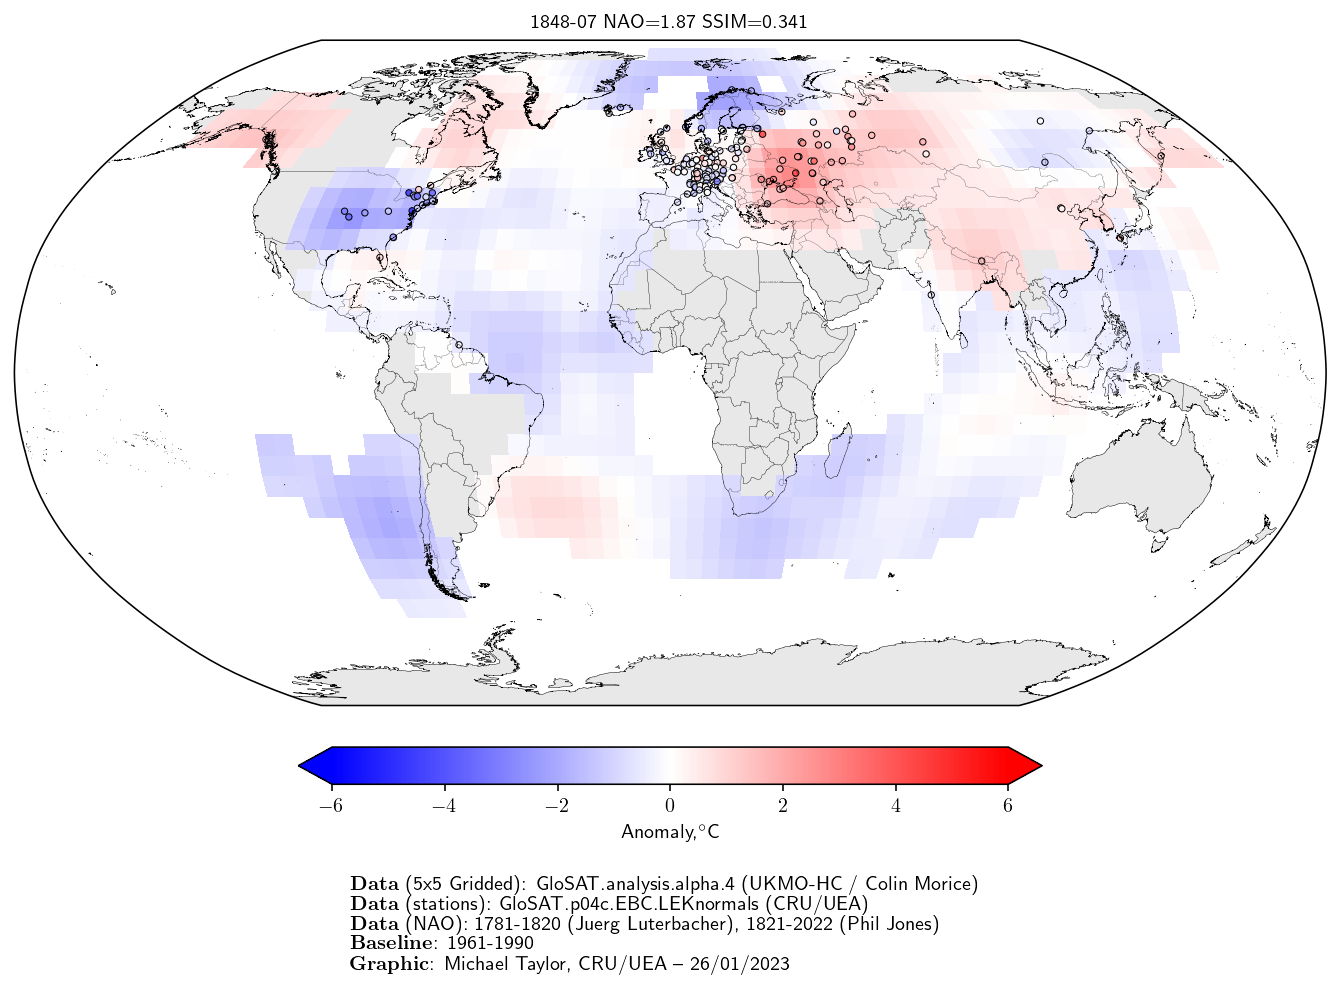 1848-07 NAO=1.87 SSIM=0.341
−6 −4 −2 0 2 4 6
Anomaly,°C
Data (5x5 Gridded): GloSAT.analysis.alpha.4 (UKMO-HC / Colin Morice)
Data (stations): GloSAT.p04c.EBC.LEKnormals (CRU/UEA)
Data (NAO): 1781-1820 (Juerg Luterbacher), 1821-2022 (Phil Jones)
Baseline: 1961-1990
Graphic: Michael Taylor, CRU/UEA – 26/01/2023